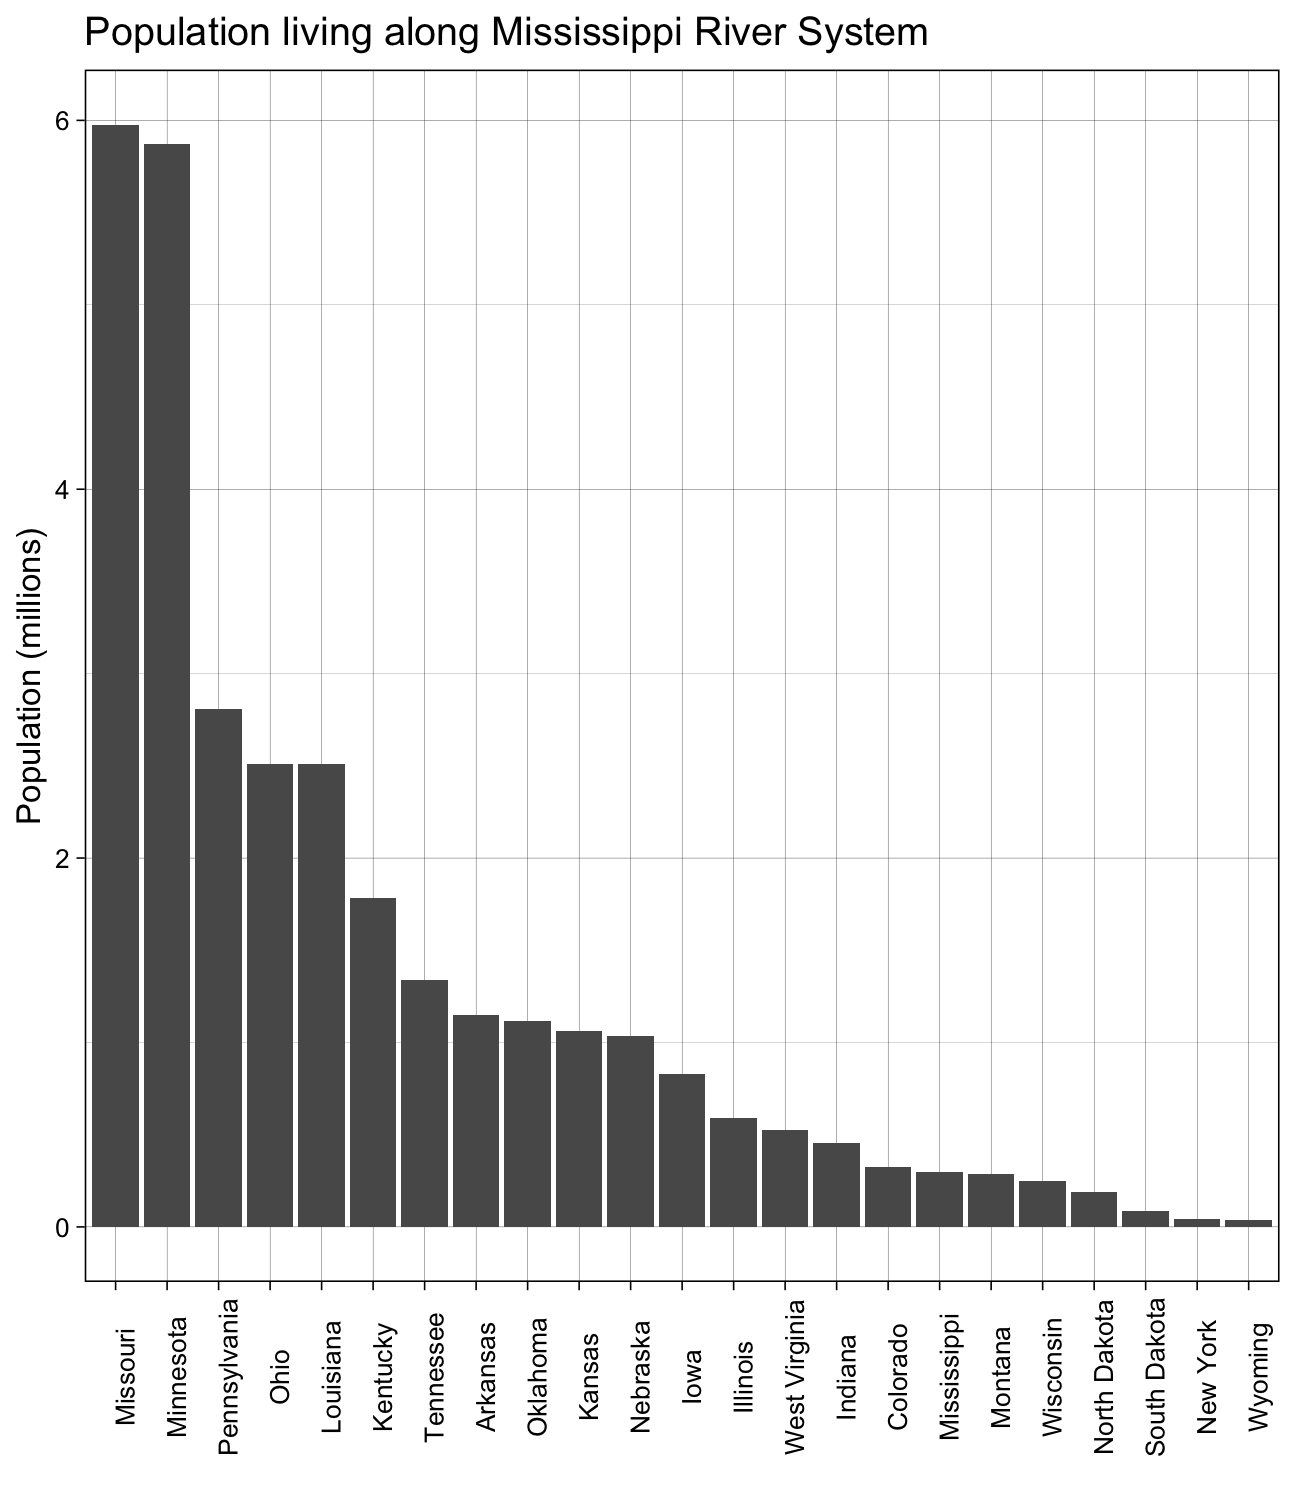 Population living along Mississippi River System
Population (millions)
6
4
2
0
Missouri
Minnesota
Pennsylvania
Ohio
Louisiana
Kentucky
Tennessee
Arkansas
Oklahoma
Kansas
Nebraska
Iowa
Illinois
West Virginia
Indiana
Colorado
Mississippi
Montana
Wisconsin
North Dakota
South Dakota
New York
Wyoming